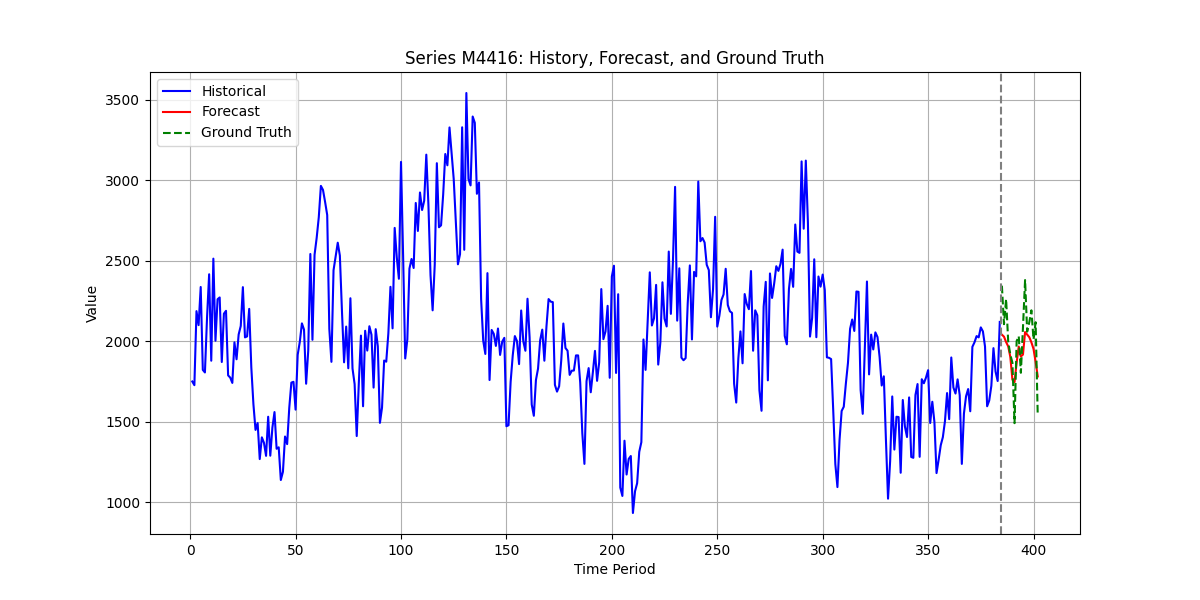 Series M4416: History, Forecast, and Ground Truth
Historical
Forecast
Ground Truth
Value
3500
3000
2500
2000
1500
1000
0 50 100 150 200 250 300 350 400
Time Period